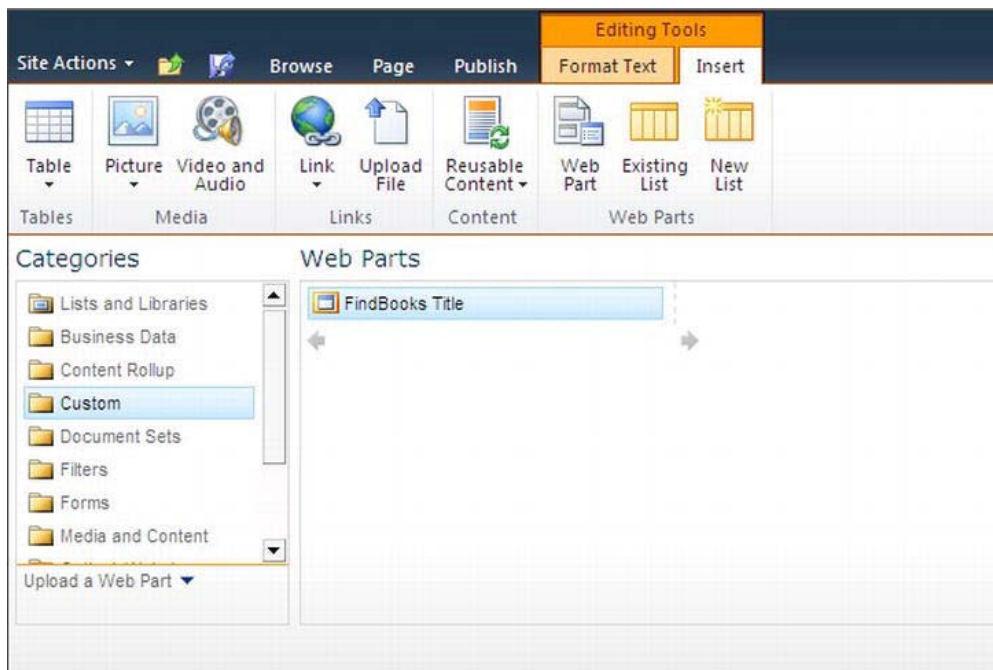 Editing Tools
Site Actions Browse Page Publish Format Text Insert
Table Picture Video and Audio Link Upload File Reusable Content Web Part Existing List New List
Tables Media Links Content Web Parts
Categories
Web Parts
Lists and Libraries
Business Data
Content Rollup
Custom
Document Sets
Filters
Forms
Media and Content
Upload a Web Part
FindBooks Title